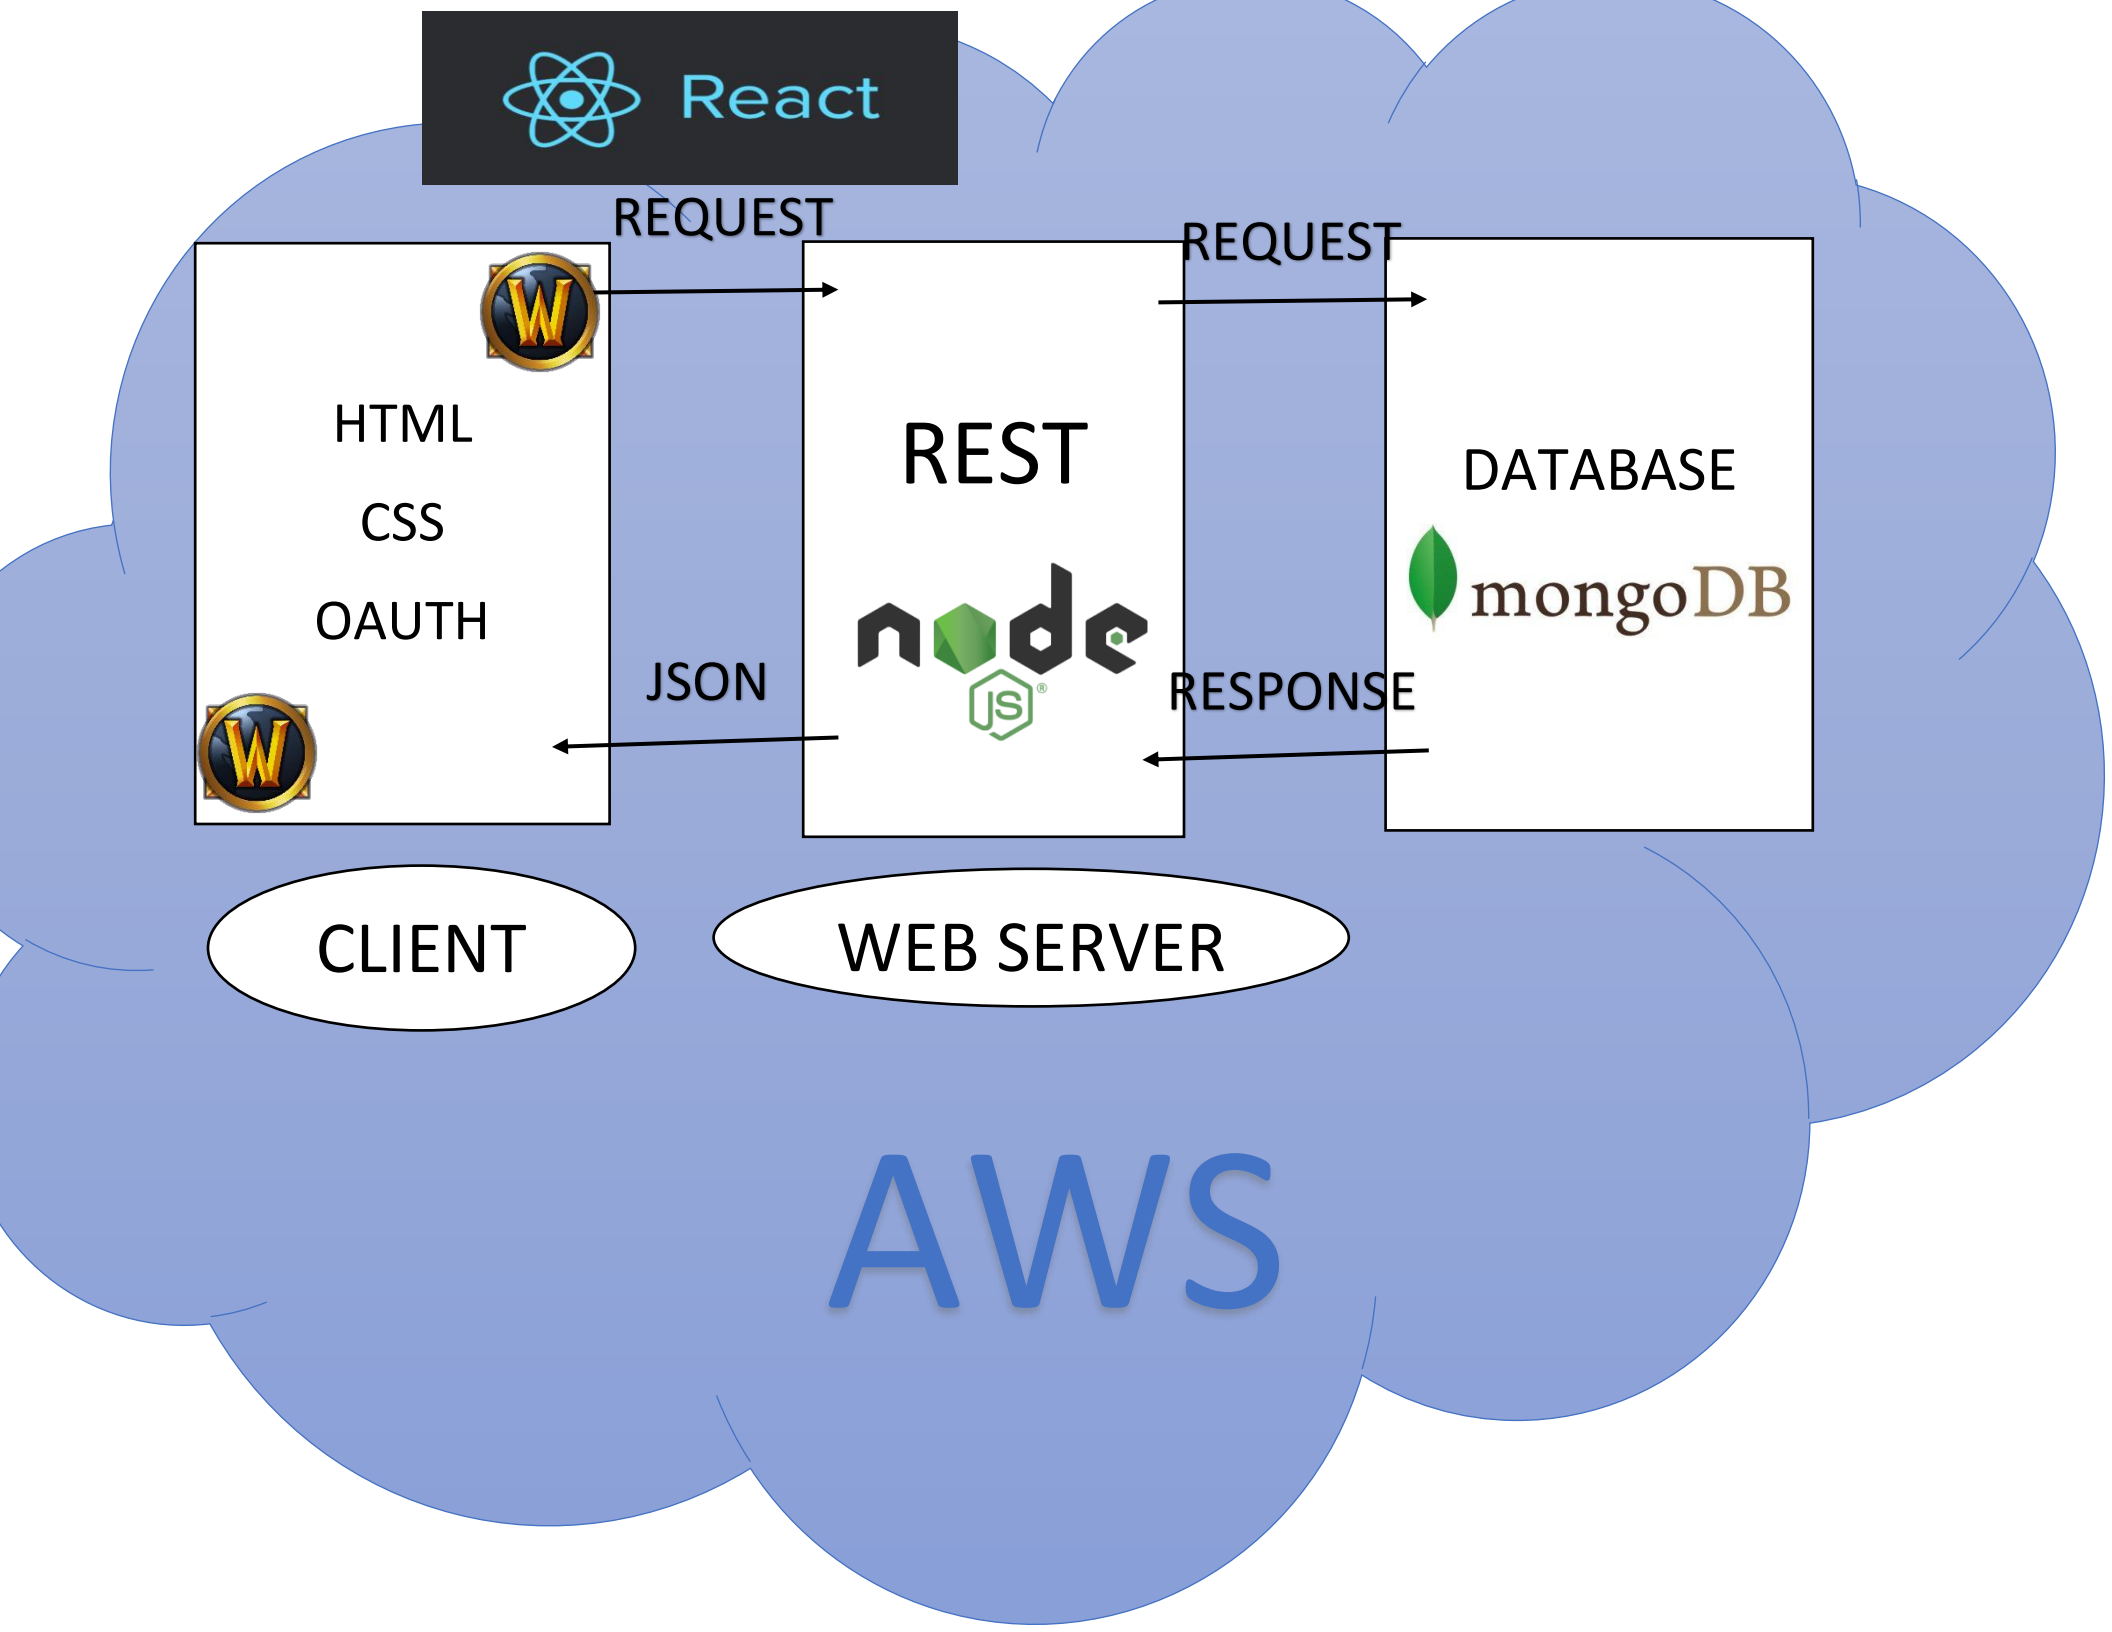 React
REQUEST
REQUEST
W
HTML
CSS
OAUTH
REST
node
JS
®
DATABASE
mongoDB
JSON
RESPONSE
W
CLIENT
WEB SERVER
AWS